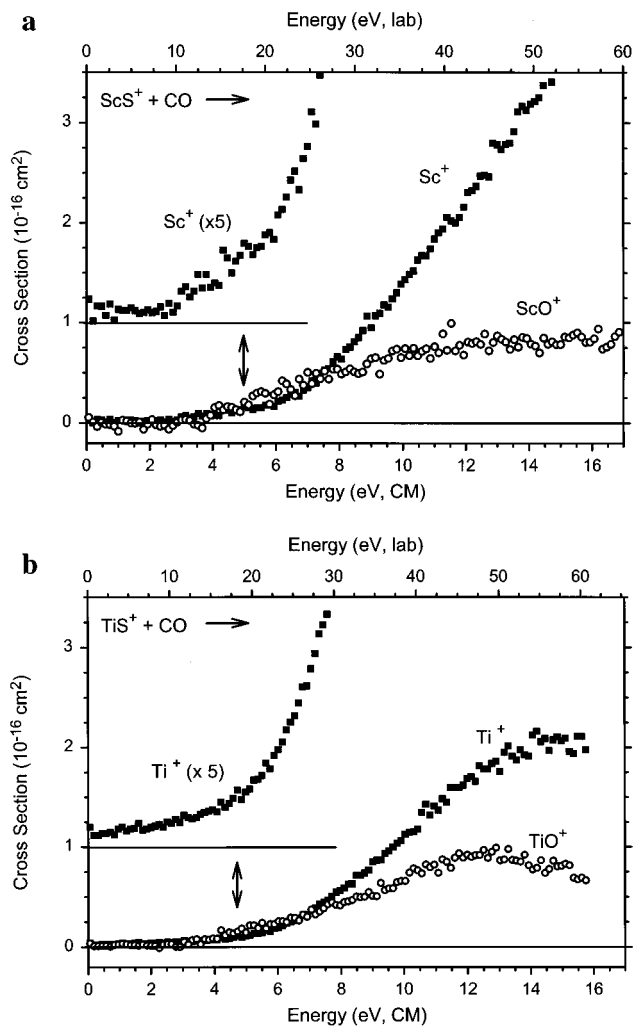 a
Energy (eV, lab)
0 10 20 30 40 50 60
ScS+ + CO →
3
Sc+
Sc+ (x5)
2
ScO+
1
0
Cross Section (10-16 cm2)
0 2 4 6 8 10 12 14 16
Energy (eV, CM)
b
Energy (eV, lab)
0 10 20 30 40 50 60
TiS+ + CO →
3
Ti+
Ti+ (x 5)
2
TiO+
1
0
Cross Section (10-16 cm2)
0 2 4 6 8 10 12 14 16
Energy (eV, CM)